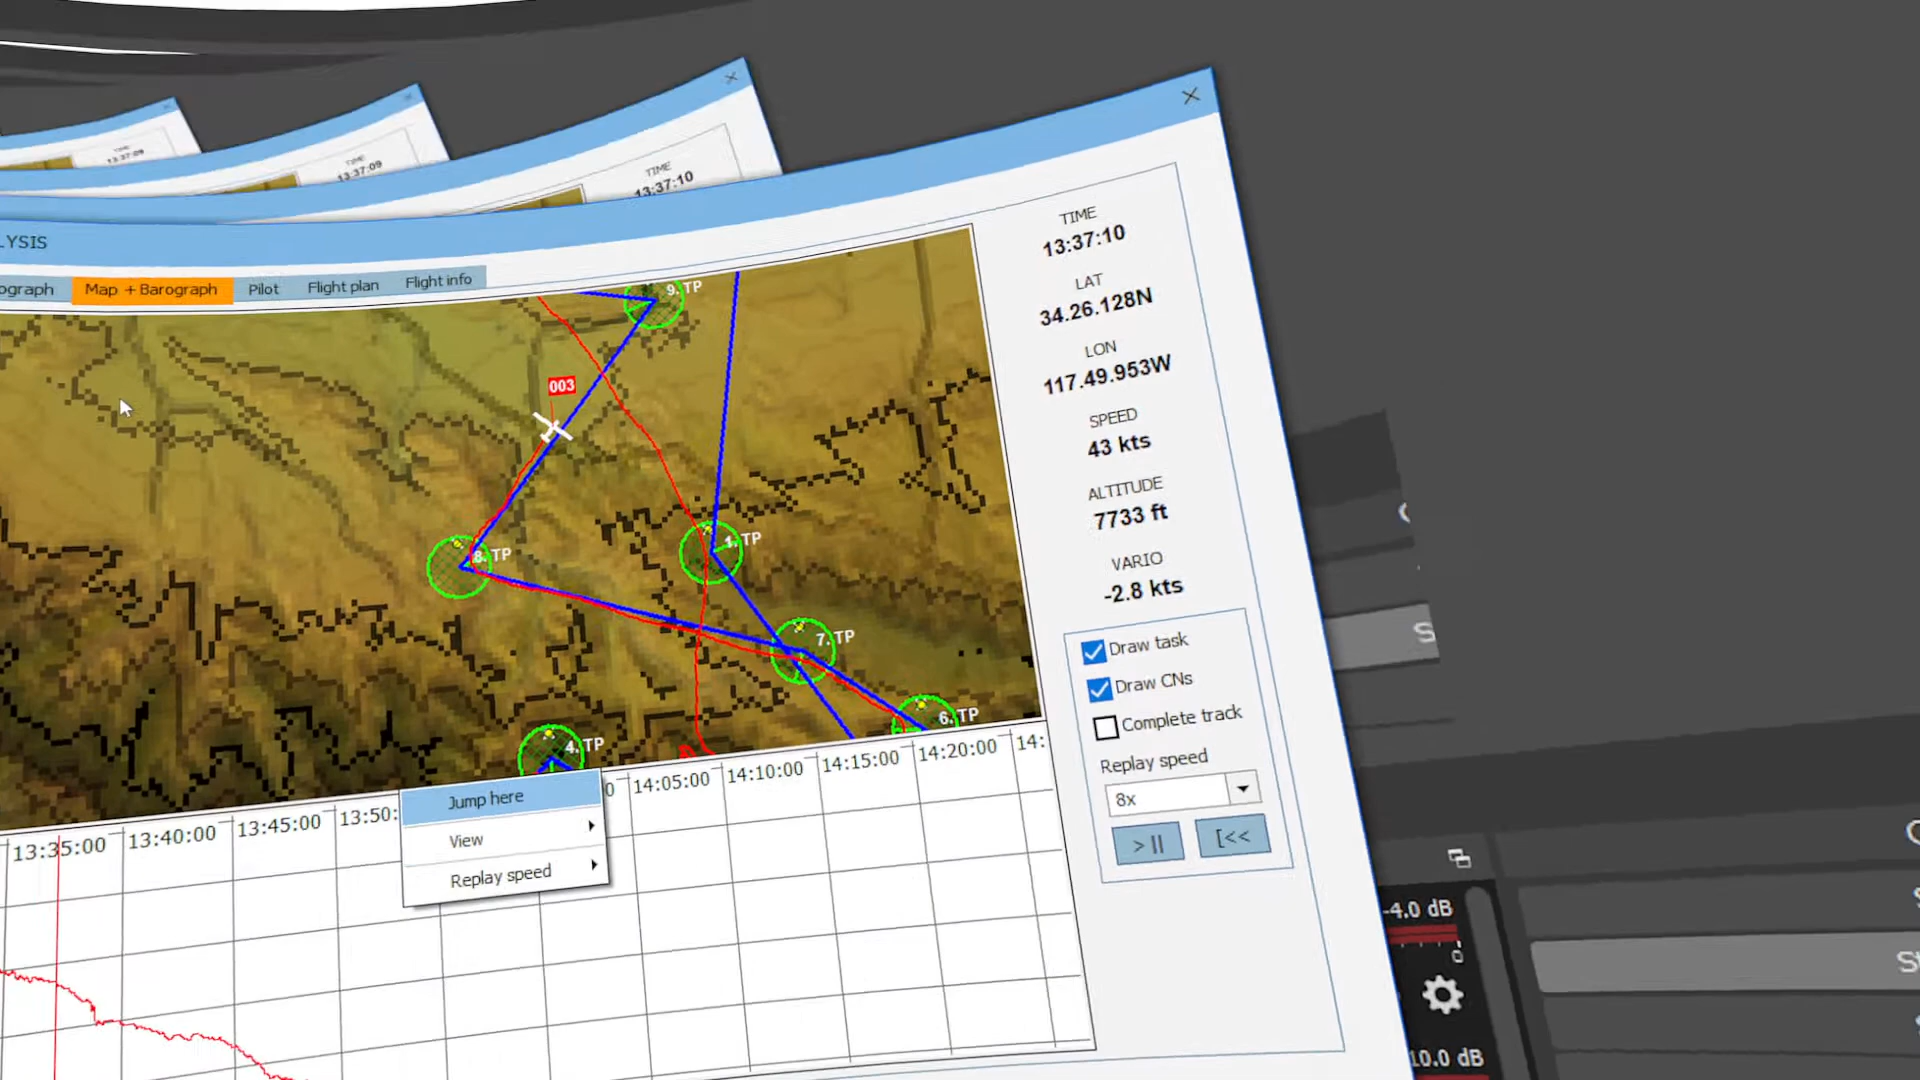 TIME
13:37:09
TIME
13:37:09
TIME
13:37:10
LYSIS
ograph
Map + Barograph
Pilot
Flight plan
Flight info
TIME
13:37:10
LAT
34.26.128N
LON
117.49.953W
SPEED
43 kts
ALTITUDE
7733 ft
VARIO
-2.8 kts
9. TP
003
8. TP
1. TP
7. TP
6. TP
4. TP
Draw task
Draw CNs
Complete track
Replay speed
8x
> ||
[<<
13:35:00
13:40:00
13:45:00
13:50:
0
14:05:00
14:10:00
14:15:00
14:20:00
14:
Jump here
View
Replay speed
-4.0 dB
0
10.0 dB